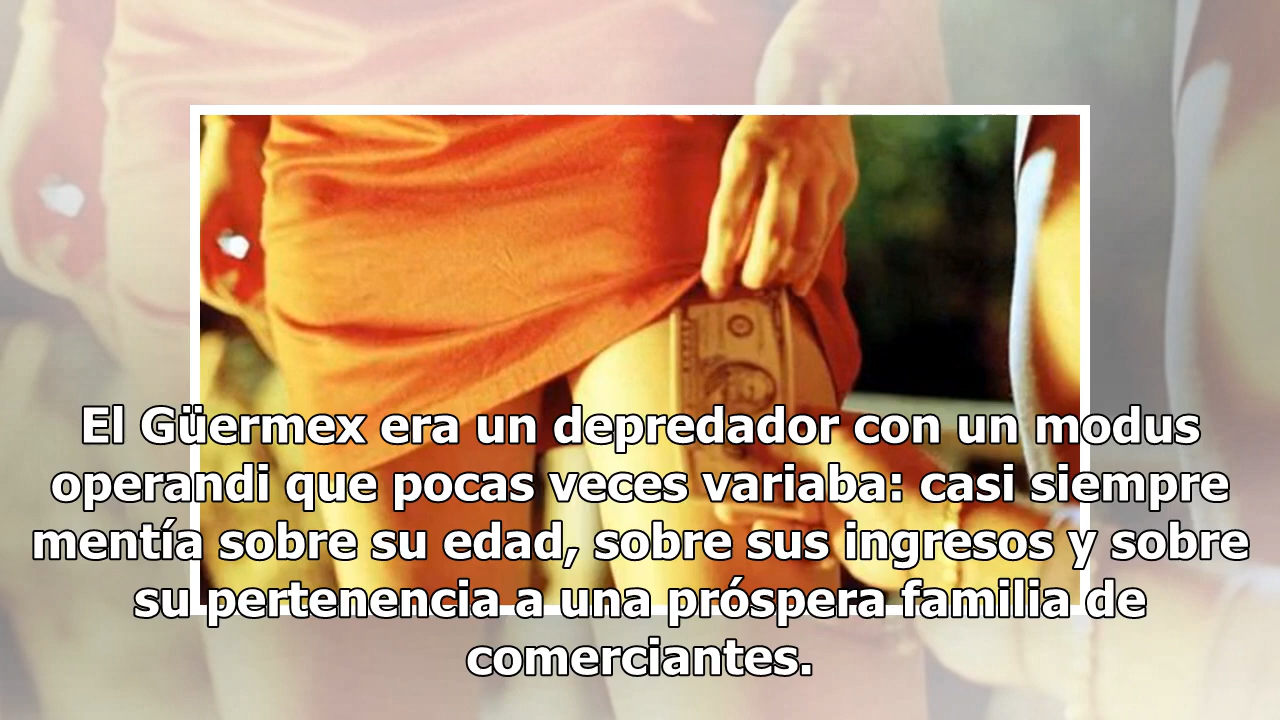 El Güermex era un depredador con un modus
operandi que pocas veces variaba: casi siempre
mentía sobre su edad, sobre sus ingresos y sobre
su pertenencia a una próspera familia de
comerciantes.